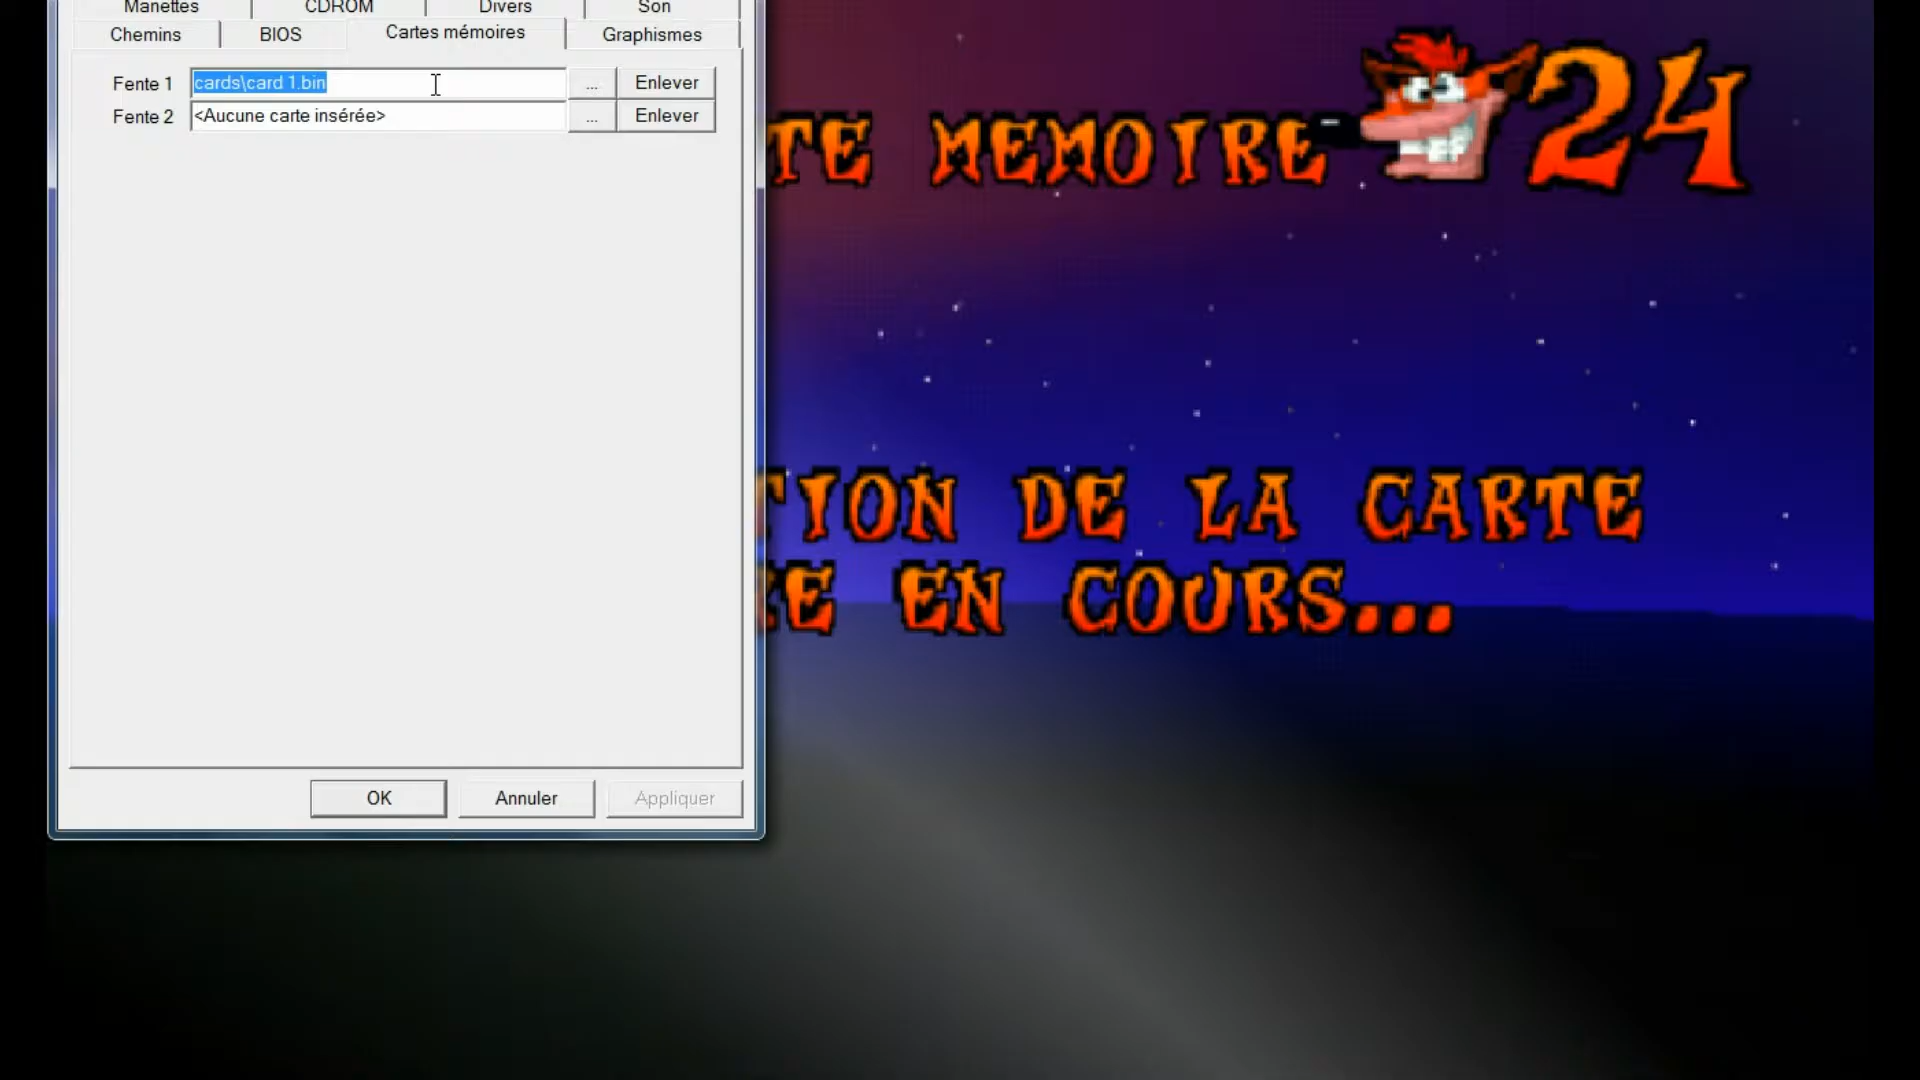 Manettes CDROM Divers Son
Chemins BIOS Cartes mémoires Graphismes
Fente 1 cards\card 1.bin ... Enlever
Fente 2 <Aucune carte insérée> ... Enlever
OK Annuler Appliquer
TE MEMOIRE 24
TION DE LA CARTE
RE EN COURS...